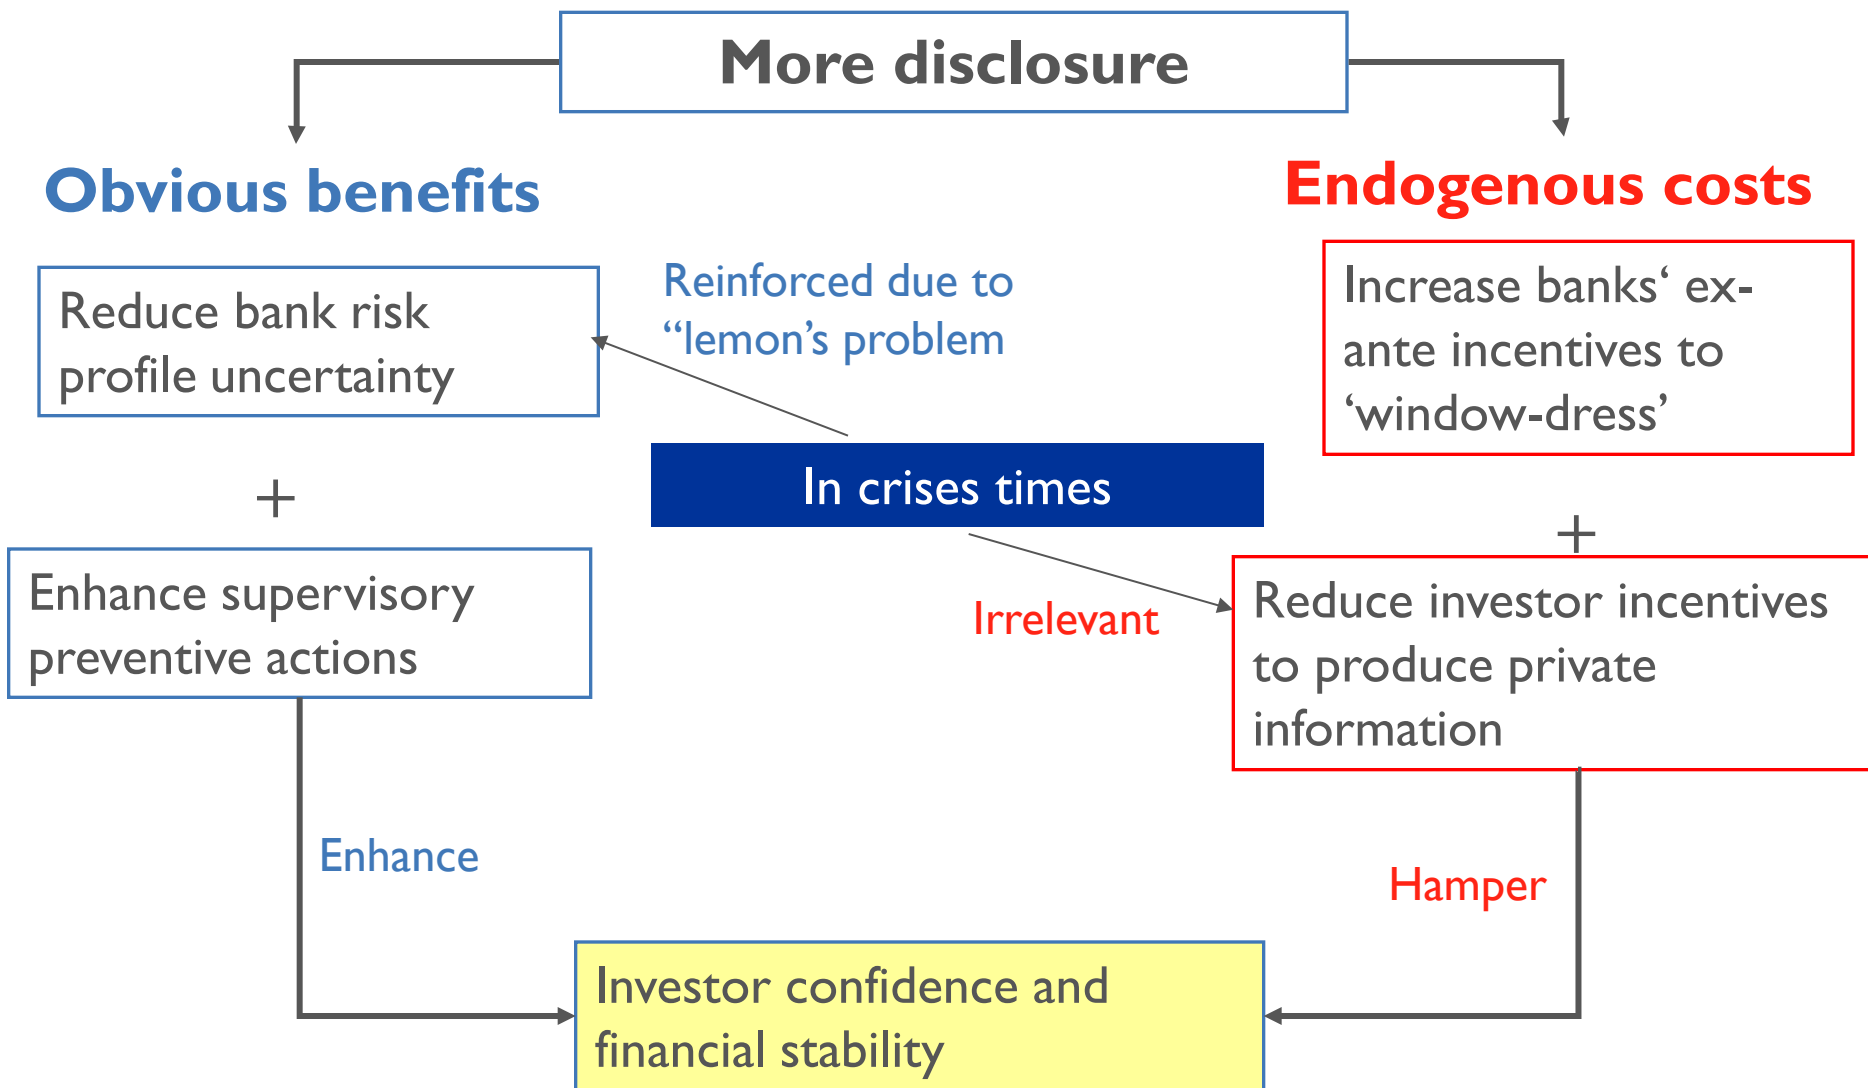 More disclosure
Obvious benefits
Endogenous costs
Reduce bank risk
profile uncertainty
Reinforced due to
“lemon’s problem
Increase banks‘ ex-
ante incentives to
‘window-dress’
In crises times
+
+
Enhance supervisory
preventive actions
Irrelevant
Reduce investor incentives
to produce private
information
Enhance
Hamper
Investor confidence and
financial stability